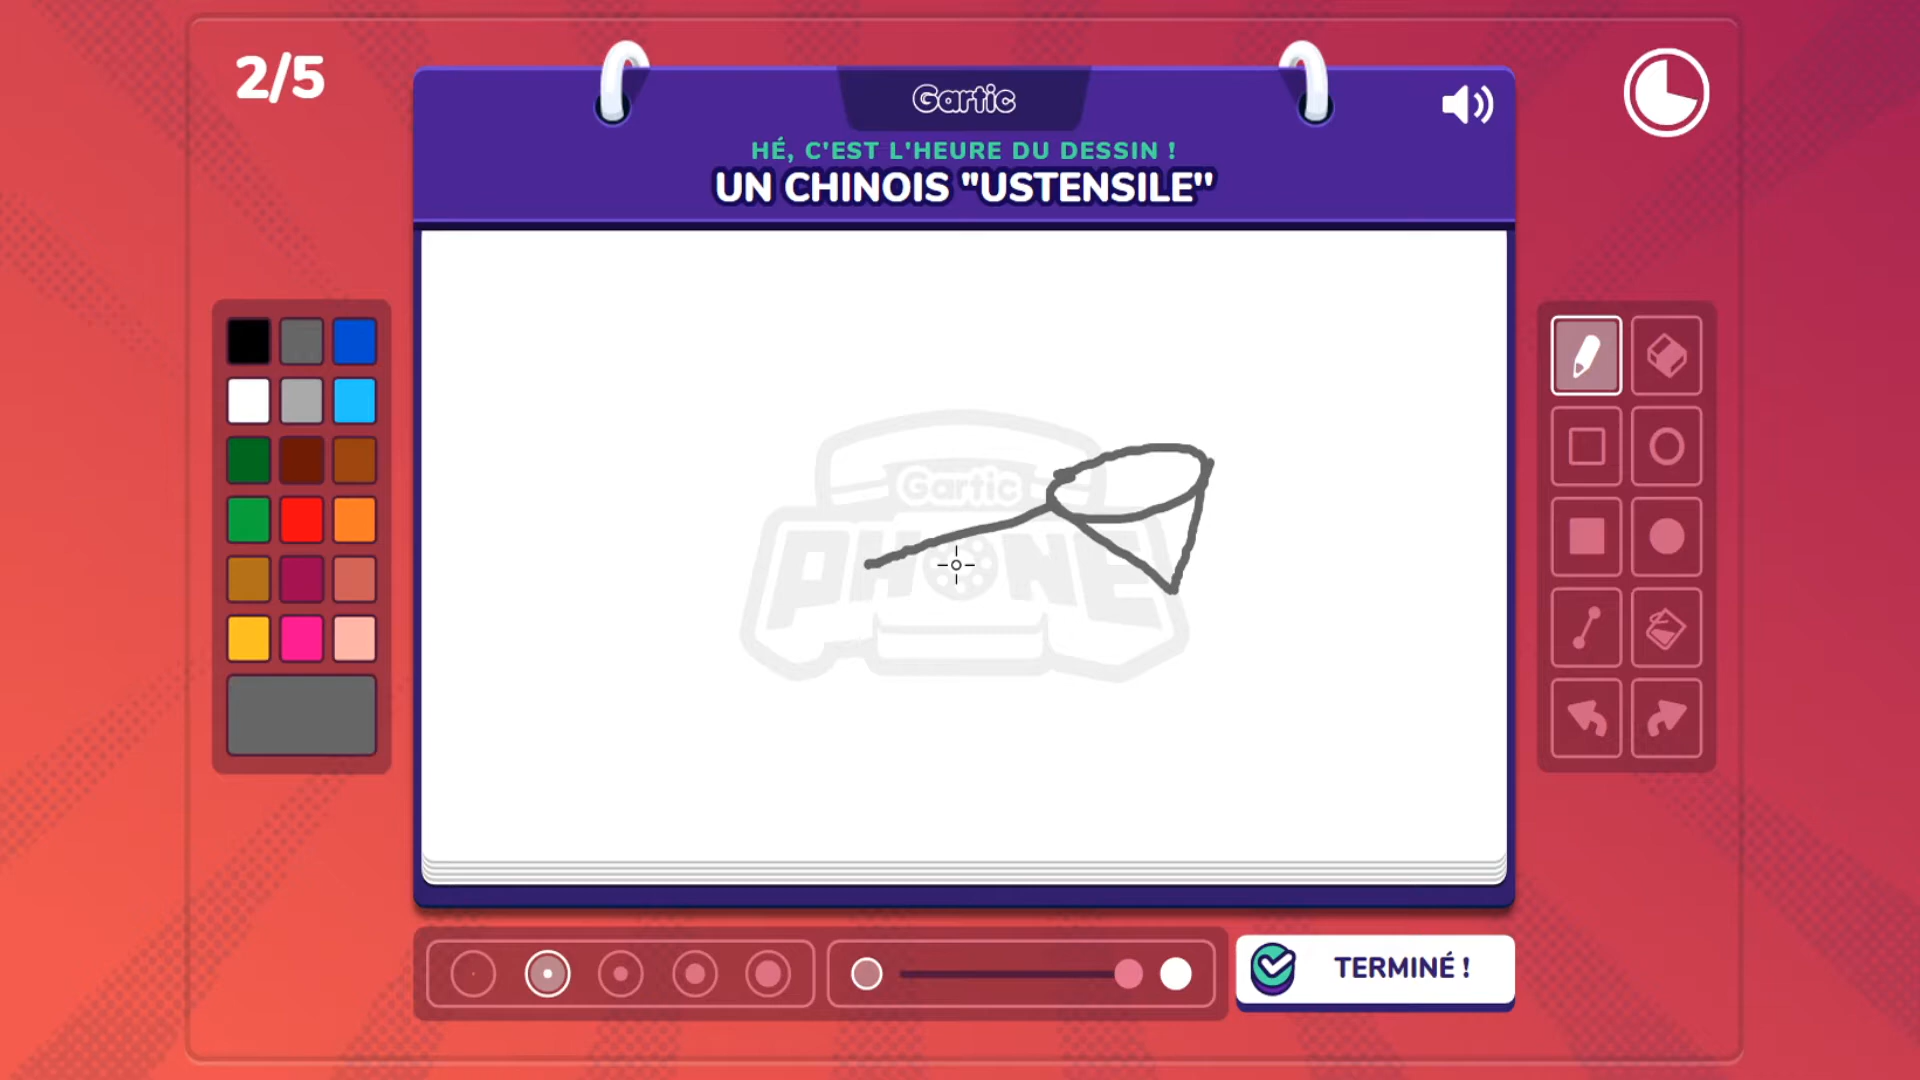 2/5
Gartic
HÉ, C'EST L'HEURE DU DESSIN !
UN CHINOIS "USTENSILE"
Gartic
PHONE
TERMINÉ !